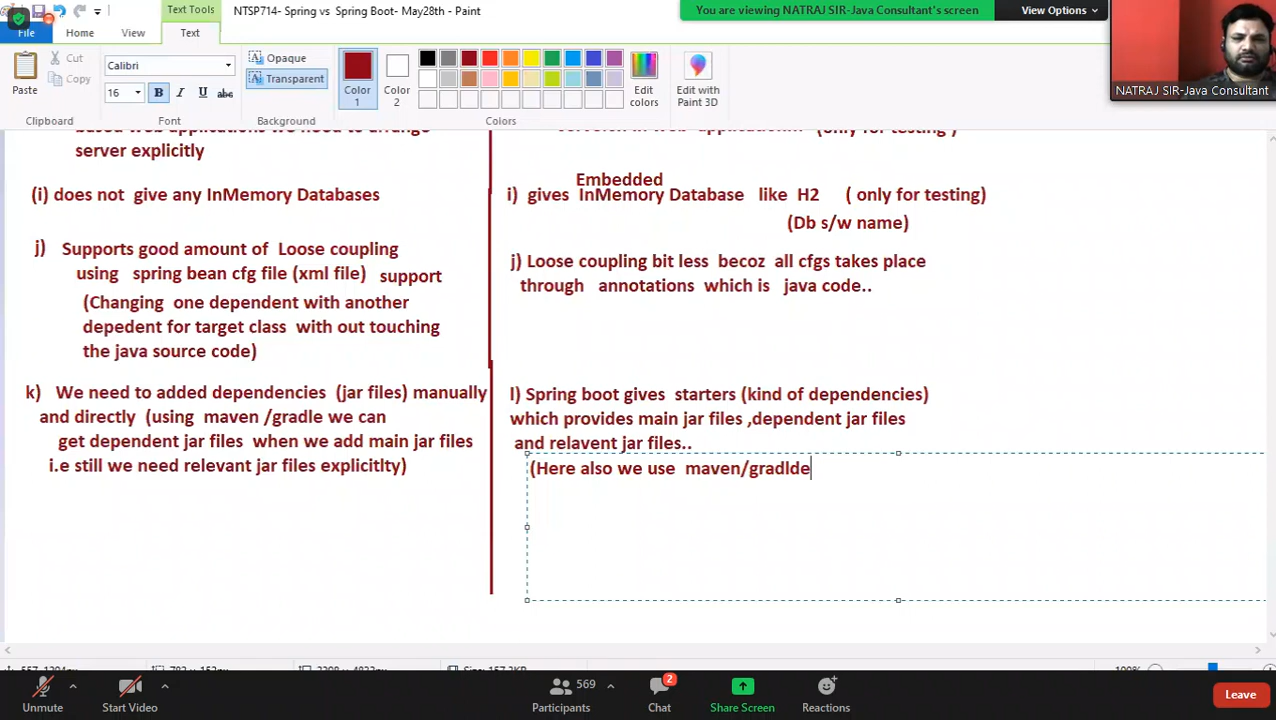 Text Tools
NTSP714- Spring vs Spring Boot- May28th - Paint
You are viewing NATRAJ SIR-Java Consultant's screen
View Options
File
Home
View
Text
Paste
Cut
Copy
Clipboard
Calibri
16
B
I
U
abc
Font
Opaque
Transparent
Background
Color
1
Color
2
Edit
colors
Edit with
Paint 3D
Colors
NATRAJ SIR-Java Consultant
based web applications we need to arrange
server explicitly
(only for testing )
(i) does not give any InMemory Databases
Embedded
i) gives InMemory Database like H2 ( only for testing)
(Db s/w name)
j) Supports good amount of Loose coupling
using spring bean cfg file (xml file) support
(Changing one dependent with another
depedent for target class with out touching
the java source code)
j) Loose coupling bit less becoz all cfgs takes place
through annotations which is java code..
k) We need to added dependencies (jar files) manually
and directly (using maven /gradle we can
get dependent jar files when we add main jar files
i.e still we need relevant jar files explicitlty)
l) Spring boot gives starters (kind of dependencies)
which provides main jar files ,dependent jar files
and relavent jar files..
(Here also we use maven/gradlde
100%
Unmute
Start Video
569
Participants
2
Chat
Share Screen
Reactions
Leave